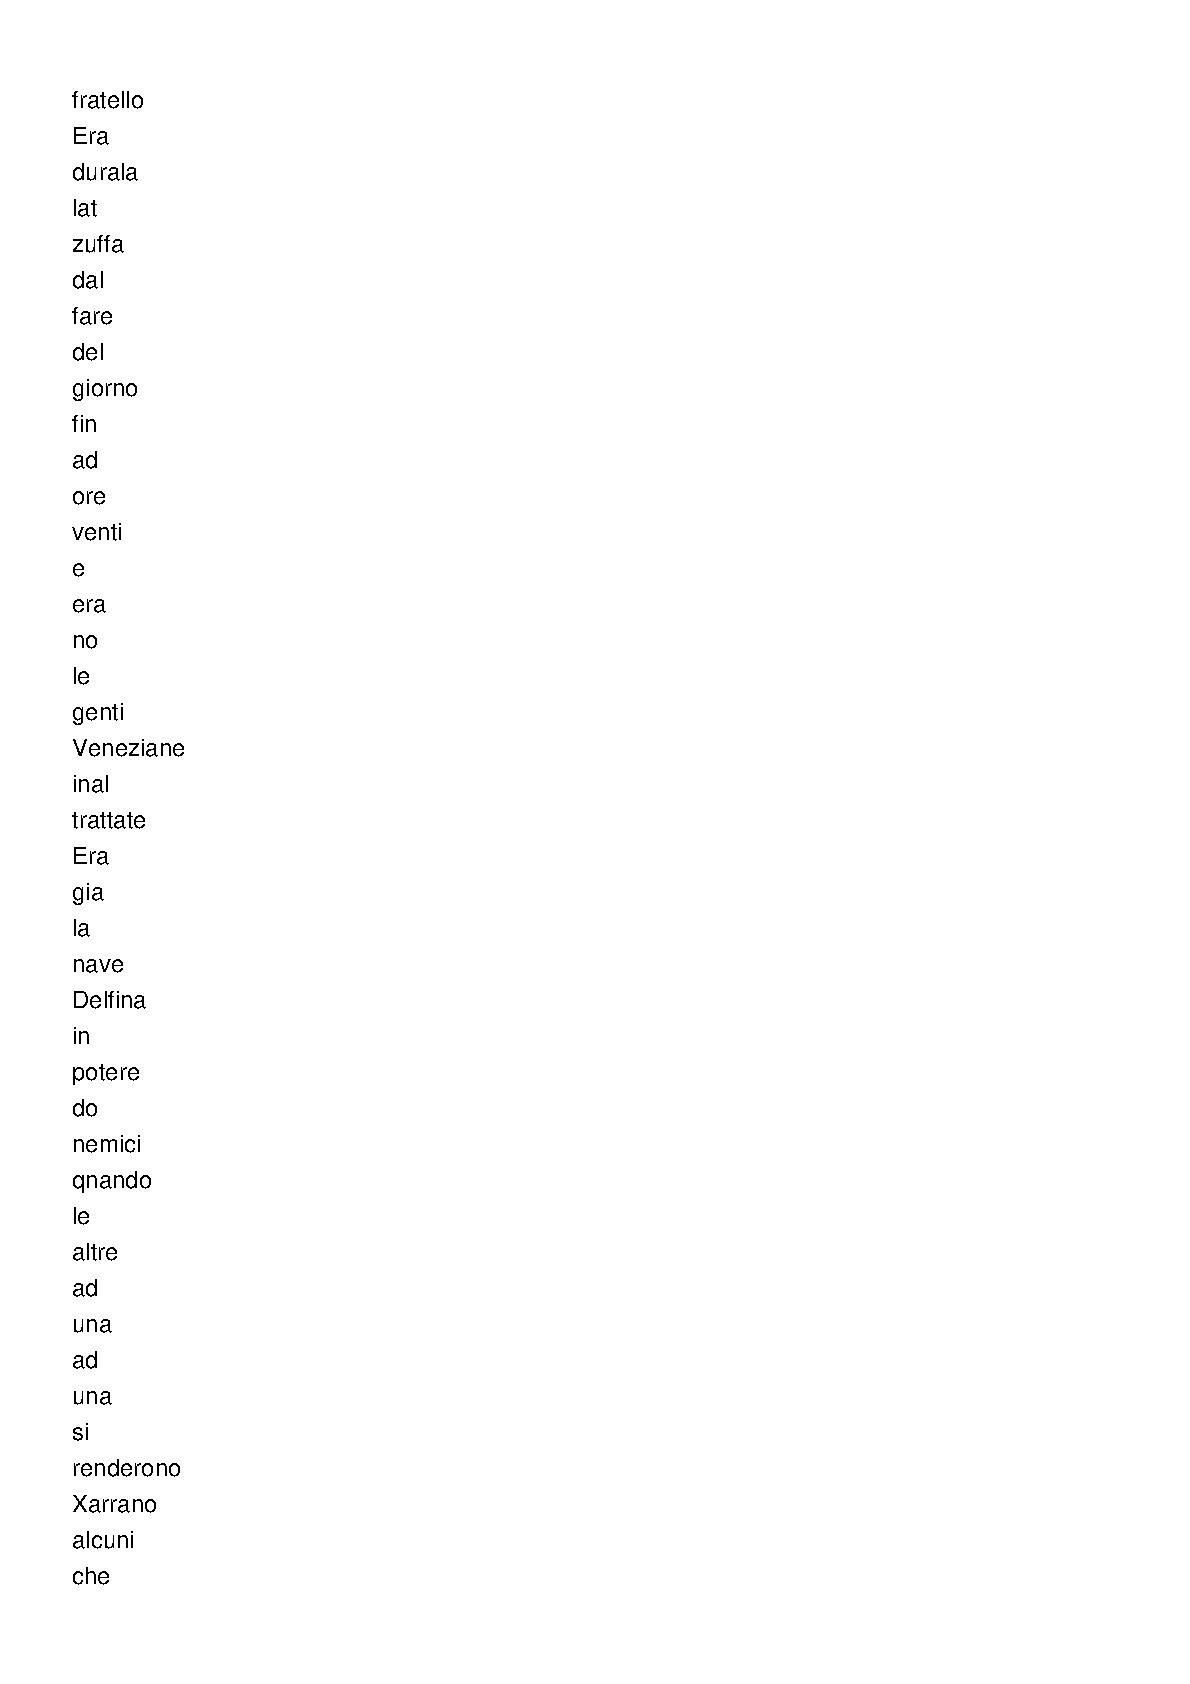 fratello
Era
durala
lat
zuffa
dal
fare
del
giorno
fin
ad
ore
venti
e
era
no
le
genti
Veneziane
inal
trattate
Era
gia
la
nave
Delfina
in
potere
do
nemici
qnando
le
altre
ad
una
ad
una
si
renderono
Xarrano
alcuni
che